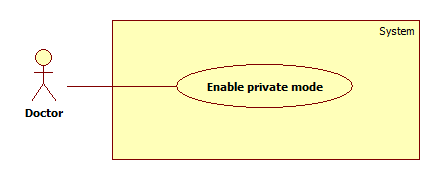 System
Enable private mode
Doctor